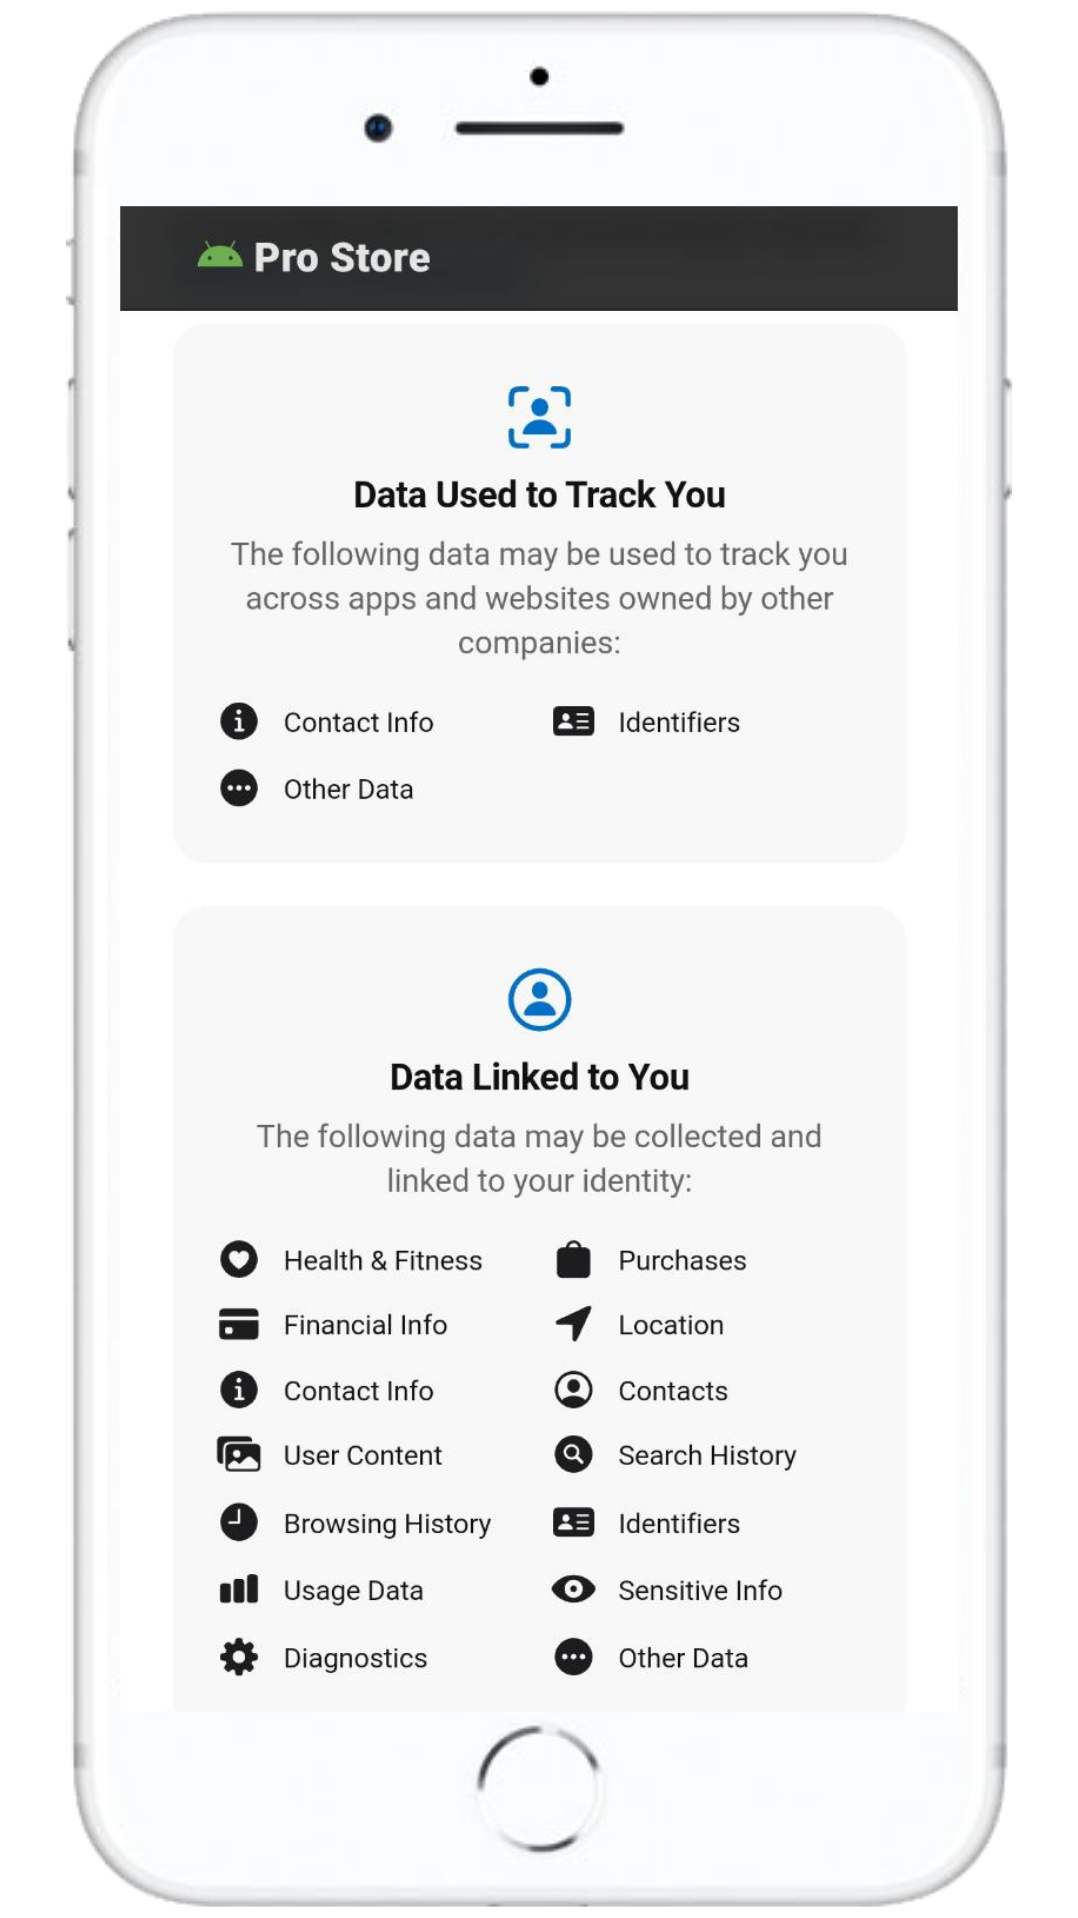 Pro Store
Data Used to Track You
The following data may be used to track you
across apps and websites owned by other
companies:
Contact Info
Identifiers
Other Data
Data Linked to You
The following data may be collected and
linked to your identity:
Health & Fitness
Purchases
Financial Info
Location
Contact Info
Contacts
User Content
Search History
Browsing History
Identifiers
Usage Data
Sensitive Info
Diagnostics
Other Data